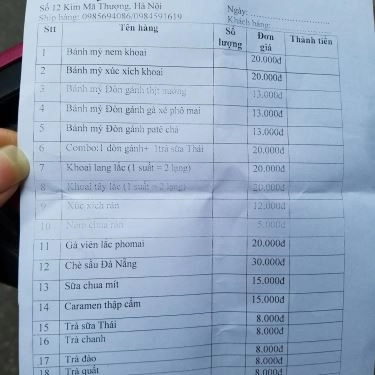 Số 12 Kim Mã Thượng, Hà Nội
Ship hàng: 0985694086/0984591619
Ngày: ........................
Khách hàng: ....................
Stt Tên hàng Số lượng Đơn giá Thành tiền
1 Bánh mỳ nem khoai 20.000đ
2 Bánh mỳ xúc xích khoai 20.000đ
3 Bánh mỳ Đòn gánh thịt nướng 13.000đ
4 Bánh mỳ Đòn gánh gà xé phô mai 13.000đ
5 Bánh mỳ Đòn gánh patê chả 13.000đ
6 Combo:1 đòn gánh+ 1trà sữa Thái 20.000đ
7 Khoai lang lắc (1 suất = 2 lạng) 20.000đ
8 Khoai tây lắc (1 suất = 2 lạng) 20.000đ
9 Xúc xích rán 12.000đ
10 Nem chua rán 5.000đ
11 Gà viên lắc phomai 20.000đ
12 Chè sầu Đà Nẵng 30.000đ
13 Sữa chua mít 15.000đ
14 Caramen thập cẩm 15.000đ
15 Trà sữa Thái 8.000đ
16 Trà chanh 8.000đ
17 Trà đào 8.000đ
18 Trà quất 8.000đ